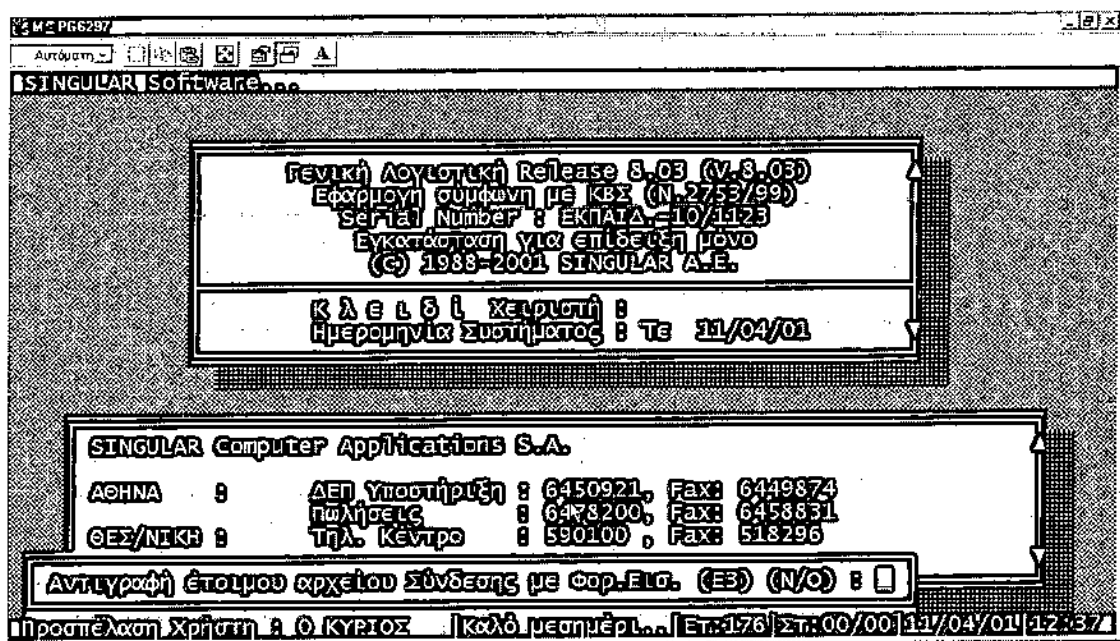 PG6297
Αυτόματη
A
SINGULAR Software...
Γενική Λογιστική Release 8.03 (V.8.03)
Εφαρμογή σύμφωνη με ΚΒΣ (Ν.2753/99)
Serial Number : ΕΚΠΑΙΔ.-10/1123
Εγκατάσταση για επίδειξη μόνο
(C) 1988-2001 SINGULAR A.E.
Κ λ ε ι δ ί Χειριστή :
Ημερομηνία Συστήματος : Τε 11/04/01
SINGULAR Computer Applications S.A.
ΑΘΗΝΑ : ΔΕΠ Υποστήριξη : 6450921, Fax: 6449874
Πωλήσεις : 6478200, Fax: 6458831
ΘΕΣ/ΝΙΚΗ : Τηλ. Κέντρο : 590100 , Fax: 518296
Αντιγραφή έτοιμου αρχείου Σύνδεσης με Φορ.Εισ. (Ε3) (Ν/Ο) :
Προσπέλαση Χρήστη : Ο ΚΥΡΙΟΣ |Καλό μεσημέρι...|Ετ:176|Στ:00/00|11/04/01|12:37